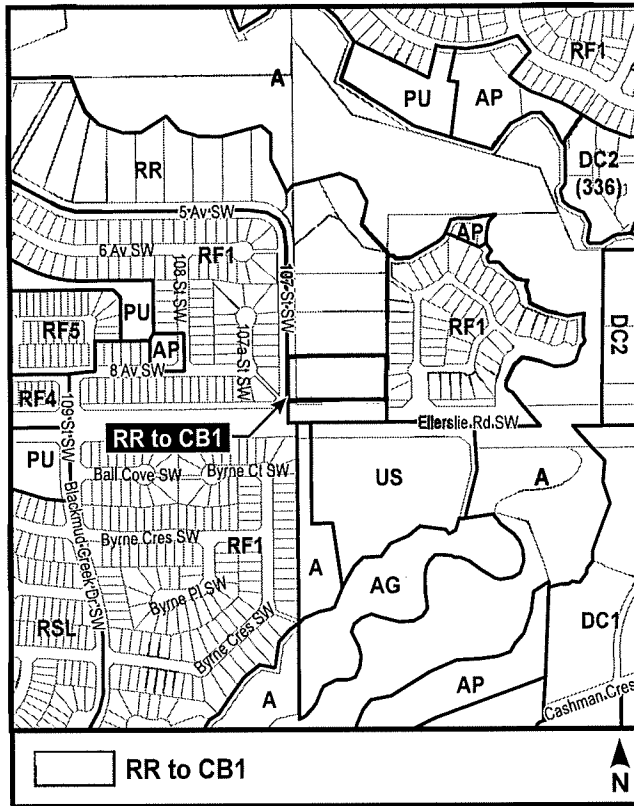 RF1
A
PU
AP
DC2
(336)
RR
5 Av SW
6 Av SW
RF1
108 St SW
107 St SW
AP
PU
RF5
AP
107a St SW
RF1
DC2
8 Av SW
RF4
109 St SW
RR to CB1
Ellerslie Rd SW
PU
Ball Cove SW
Byrne Ct SW
US
A
Blackmud Creek Dr SW
Byrne Cres SW
RF1
A
AG
Byrne Pl SW
RSL
Byrne Cres SW
DC1
A
AP
Cashman Cres
RR to CB1
N